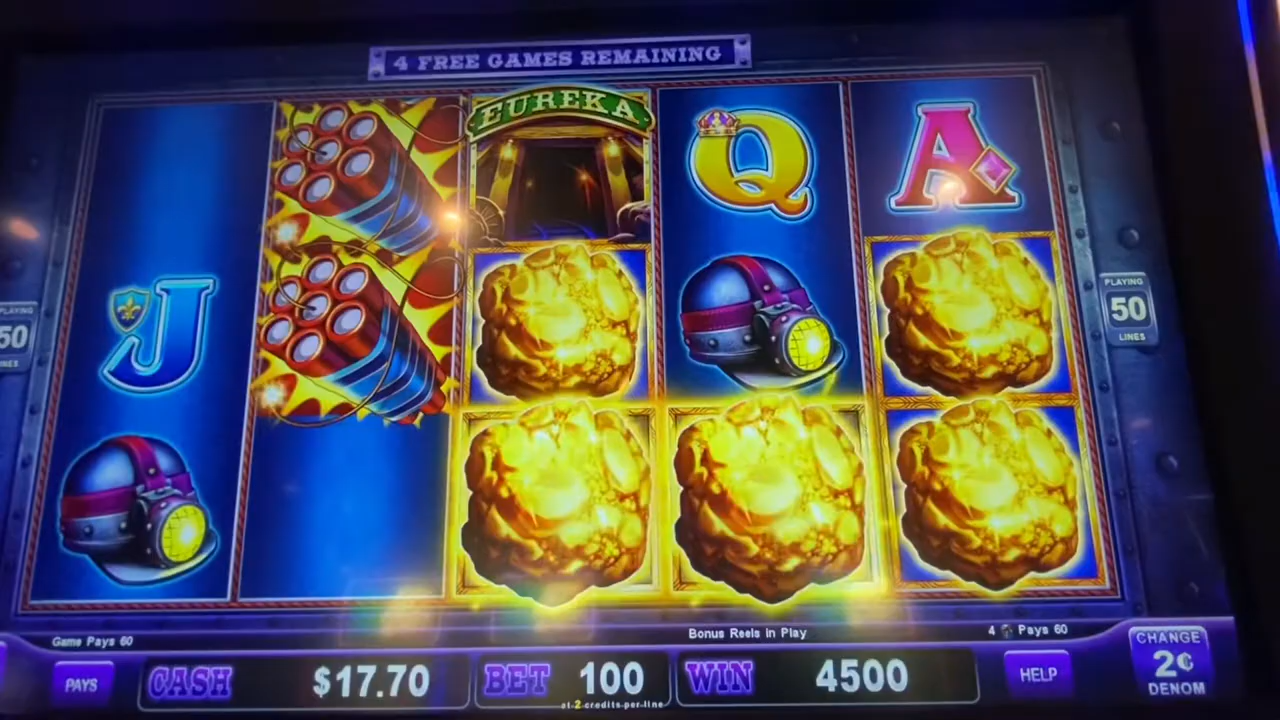 4 FREE GAMES REMAINING
EUREKA
Q
A
J
PLAYING
50
LINES
PLAYING
50
LINES
Game Pays 60
Bonus Reels In Play
4 Pays 60
PAYS
CASH $17.70
BET 100
at 2 credits-per-line
WIN 4500
HELP
CHANGE
2¢
DENOM